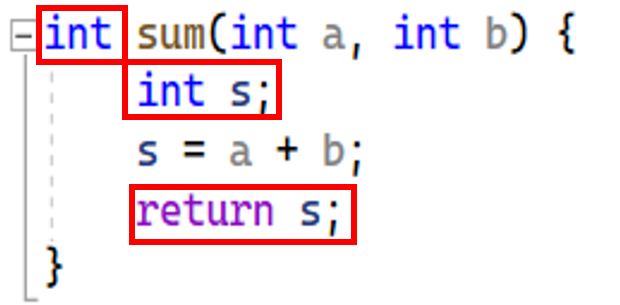 int sum(int a, int b) {
int s;
s = a + b;
return s;
}